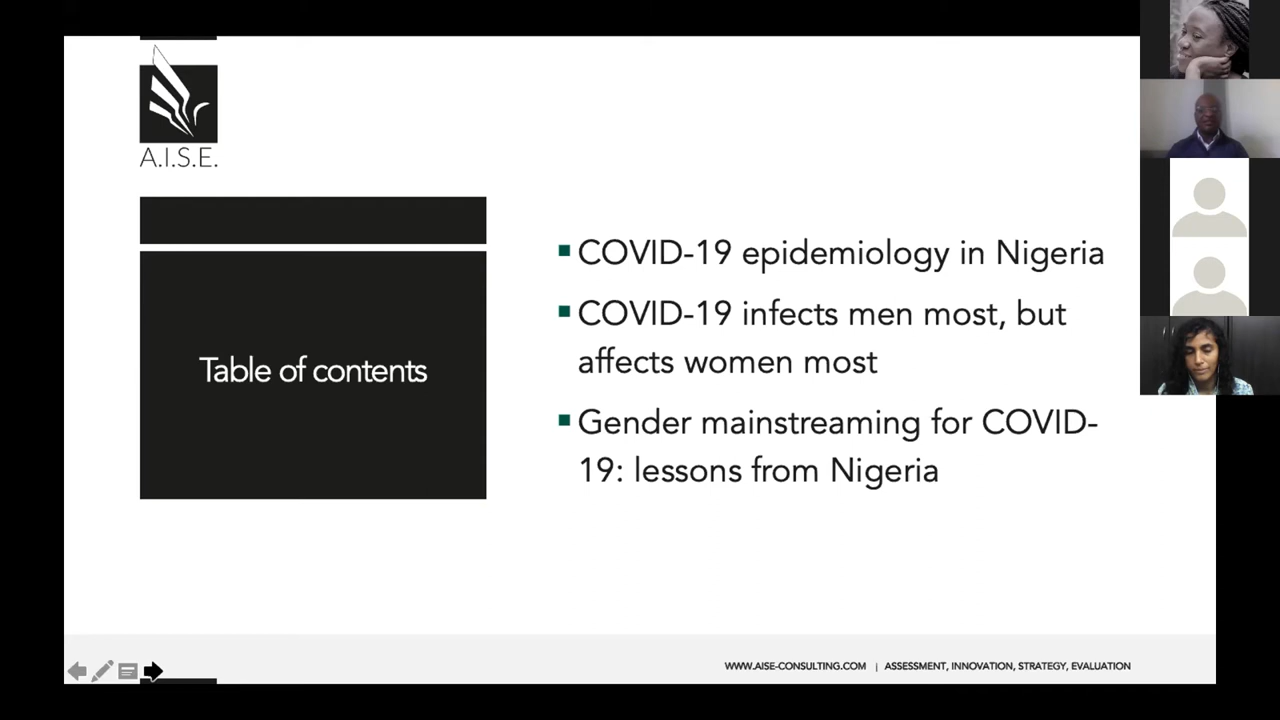 A.I.S.E.
Table of contents
▪ COVID-19 epidemiology in Nigeria
▪ COVID-19 infects men most, but
affects women most
▪ Gender mainstreaming for COVID-
19: lessons from Nigeria
WWW.AISE-CONSULTING.COM | ASSESSMENT, INNOVATION, STRATEGY, EVALUATION